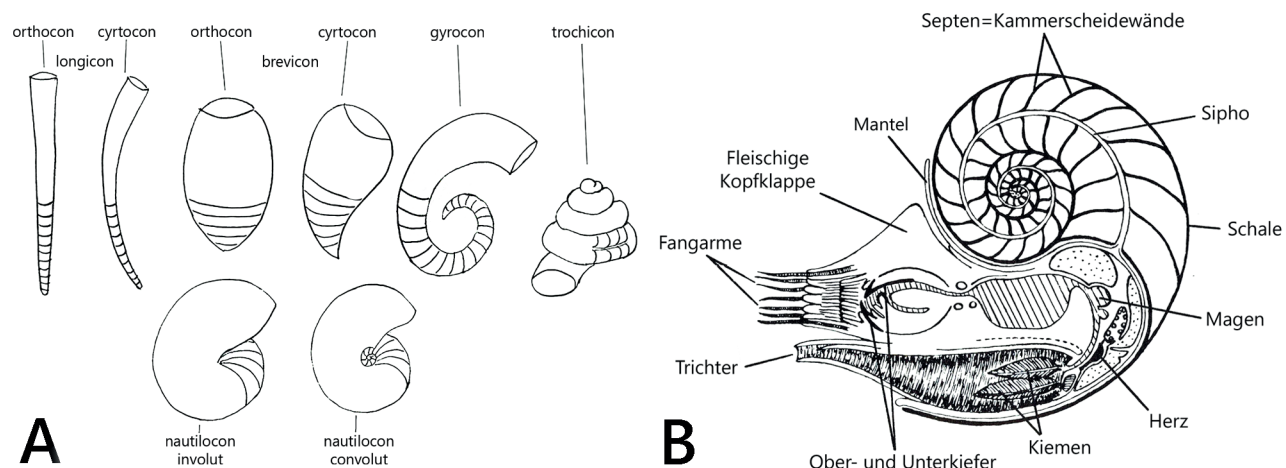 orthocon cyrtocon orthocon cyrtocon gyrocon trochicon
longicon brevicon
nautilocon
involut
nautilocon
convolut
A
Septen=Kammerscheidewände
Sipho
Mantel
Fleischige
Kopfklappe
Schale
Fangarme
Magen
Trichter
Herz
Kiemen
Ober- und Unterkiefer
B